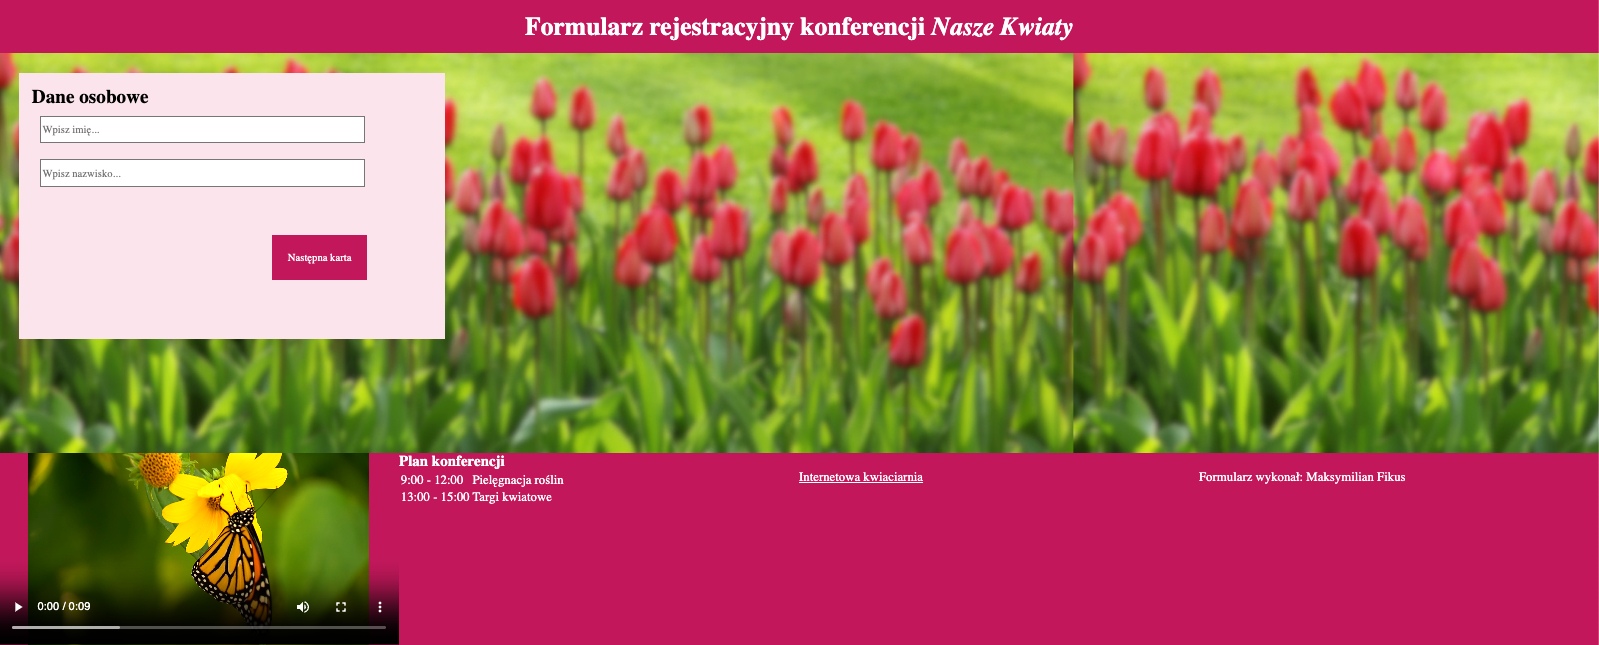 Formularz rejestracyjny konferencji Nasze Kwiaty
Dane osobowe
Wpisz imię...
Wpisz nazwisko...
Następna karta
0:00 / 0:09
Plan konferencji
9:00 - 12:00 Pielęgnacja roślin
13:00 - 15:00 Targi kwiatowe
Internetowa kwiaciarnia
Formularz wykonał: Maksymilian Fikus